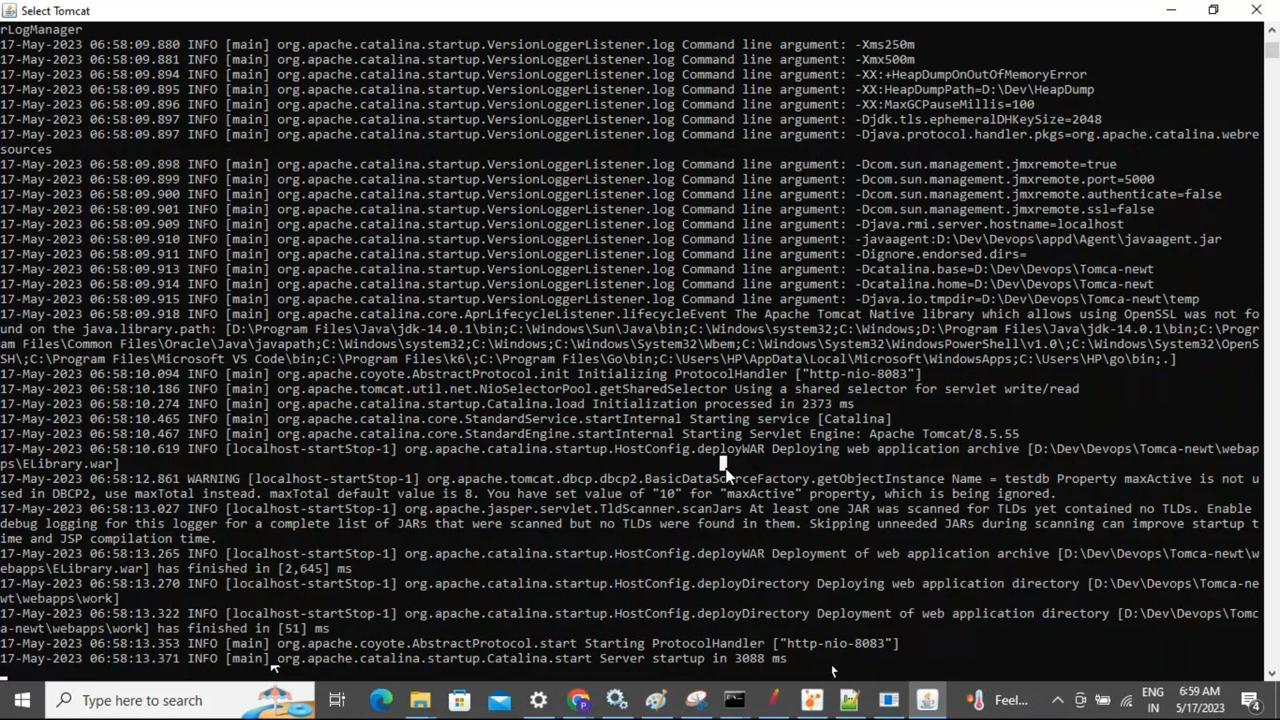 Select Tomcat
rLogManager
17-May-2023 06:58:09.880 INFO [main] org.apache.catalina.startup.VersionLoggerListener.log Command line argument: -Xms250m
17-May-2023 06:58:09.881 INFO [main] org.apache.catalina.startup.VersionLoggerListener.log Command line argument: -Xmx500m
17-May-2023 06:58:09.894 INFO [main] org.apache.catalina.startup.VersionLoggerListener.log Command line argument: -XX:+HeapDumpOnOutOfMemoryError
17-May-2023 06:58:09.895 INFO [main] org.apache.catalina.startup.VersionLoggerListener.log Command line argument: -XX:HeapDumpPath=D:\Dev\HeapDump
17-May-2023 06:58:09.896 INFO [main] org.apache.catalina.startup.VersionLoggerListener.log Command line argument: -XX:MaxGCPauseMillis=100
17-May-2023 06:58:09.897 INFO [main] org.apache.catalina.startup.VersionLoggerListener.log Command line argument: -Djdk.tls.ephemeralDHKeySize=2048
17-May-2023 06:58:09.897 INFO [main] org.apache.catalina.startup.VersionLoggerListener.log Command line argument: -Djava.protocol.handler.pkgs=org.apache.catalina.webre
sources
17-May-2023 06:58:09.898 INFO [main] org.apache.catalina.startup.VersionLoggerListener.log Command line argument: -Dcom.sun.management.jmxremote=true
17-May-2023 06:58:09.899 INFO [main] org.apache.catalina.startup.VersionLoggerListener.log Command line argument: -Dcom.sun.management.jmxremote.port=5000
17-May-2023 06:58:09.900 INFO [main] org.apache.catalina.startup.VersionLoggerListener.log Command line argument: -Dcom.sun.management.jmxremote.authenticate=false
17-May-2023 06:58:09.901 INFO [main] org.apache.catalina.startup.VersionLoggerListener.log Command line argument: -Dcom.sun.management.jmxremote.ssl=false
17-May-2023 06:58:09.909 INFO [main] org.apache.catalina.startup.VersionLoggerListener.log Command line argument: -Djava.rmi.server.hostname=localhost
17-May-2023 06:58:09.910 INFO [main] org.apache.catalina.startup.VersionLoggerListener.log Command line argument: -javaagent:D:\Dev\Devops\appd\Agent\javaagent.jar
17-May-2023 06:58:09.911 INFO [main] org.apache.catalina.startup.VersionLoggerListener.log Command line argument: -Dignore.endorsed.dirs=
17-May-2023 06:58:09.913 INFO [main] org.apache.catalina.startup.VersionLoggerListener.log Command line argument: -Dcatalina.base=D:\Dev\Devops\Tomca-newt
17-May-2023 06:58:09.914 INFO [main] org.apache.catalina.startup.VersionLoggerListener.log Command line argument: -Dcatalina.home=D:\Dev\Devops\Tomca-newt
17-May-2023 06:58:09.915 INFO [main] org.apache.catalina.startup.VersionLoggerListener.log Command line argument: -Djava.io.tmpdir=D:\Dev\Devops\Tomca-newt\temp
17-May-2023 06:58:09.918 INFO [main] org.apache.catalina.core.AprLifecycleListener.lifecycleEvent The Apache Tomcat Native library which allows using OpenSSL was not fo
und on the java.library.path: [D:\Program Files\Java\jdk-14.0.1\bin;C:\Windows\Sun\Java\bin;C:\Windows\system32;C:\Windows;D:\Program Files\Java\jdk-14.0.1\bin;C:\Progr
am Files\Common Files\Oracle\Java\javapath;C:\Windows\system32;C:\Windows;C:\Windows\System32\Wbem;C:\Windows\System32\WindowsPowerShell\v1.0\;C:\Windows\System32\OpenS
SH\;C:\Program Files\Microsoft VS Code\bin;C:\Program Files\k6\;C:\Program Files\Go\bin;C:\Users\HP\AppData\Local\Microsoft\WindowsApps;C:\Users\HP\go\bin;.]
17-May-2023 06:58:10.094 INFO [main] org.apache.coyote.AbstractProtocol.init Initializing ProtocolHandler ["http-nio-8083"]
17-May-2023 06:58:10.186 INFO [main] org.apache.tomcat.util.net.NioSelectorPool.getSharedSelector Using a shared selector for servlet write/read
17-May-2023 06:58:10.274 INFO [main] org.apache.catalina.startup.Catalina.load Initialization processed in 2373 ms
17-May-2023 06:58:10.465 INFO [main] org.apache.catalina.core.StandardService.startInternal Starting service [Catalina]
17-May-2023 06:58:10.467 INFO [main] org.apache.catalina.core.StandardEngine.startInternal Starting Servlet Engine: Apache Tomcat/8.5.55
17-May-2023 06:58:10.619 INFO [localhost-startStop-1] org.apache.catalina.startup.HostConfig.deployWAR Deploying web application archive [D:\Dev\Devops\Tomca-newt\webap
ps\ELibrary.war]
17-May-2023 06:58:12.861 WARNING [localhost-startStop-1] org.apache.tomcat.dbcp.dbcp2.BasicDataSourceFactory.getObjectInstance Name = testdb Property maxActive is not u
sed in DBCP2, use maxTotal instead. maxTotal default value is 8. You have set value of "10" for "maxActive" property, which is being ignored.
17-May-2023 06:58:13.027 INFO [localhost-startStop-1] org.apache.jasper.servlet.TldScanner.scanJars At least one JAR was scanned for TLDs yet contained no TLDs. Enable
debug logging for this logger for a complete list of JARs that were scanned but no TLDs were found in them. Skipping unneeded JARs during scanning can improve startup t
ime and JSP compilation time.
17-May-2023 06:58:13.265 INFO [localhost-startStop-1] org.apache.catalina.startup.HostConfig.deployWAR Deployment of web application archive [D:\Dev\Devops\Tomca-newt\w
ebapps\ELibrary.war] has finished in [2,645] ms
17-May-2023 06:58:13.270 INFO [localhost-startStop-1] org.apache.catalina.startup.HostConfig.deployDirectory Deploying web application directory [D:\Dev\Devops\Tomca-ne
wt\webapps\work]
17-May-2023 06:58:13.322 INFO [localhost-startStop-1] org.apache.catalina.startup.HostConfig.deployDirectory Deployment of web application directory [D:\Dev\Devops\Tomc
a-newt\webapps\work] has finished in [51] ms
17-May-2023 06:58:13.353 INFO [main] org.apache.coyote.AbstractProtocol.start Starting ProtocolHandler ["http-nio-8083"]
17-May-2023 06:58:13.371 INFO [main] org.apache.catalina.startup.Catalina.start Server startup in 3088 ms
Type here to search
Feel...
ENG
IN
6:59 AM
5/17/2023
4